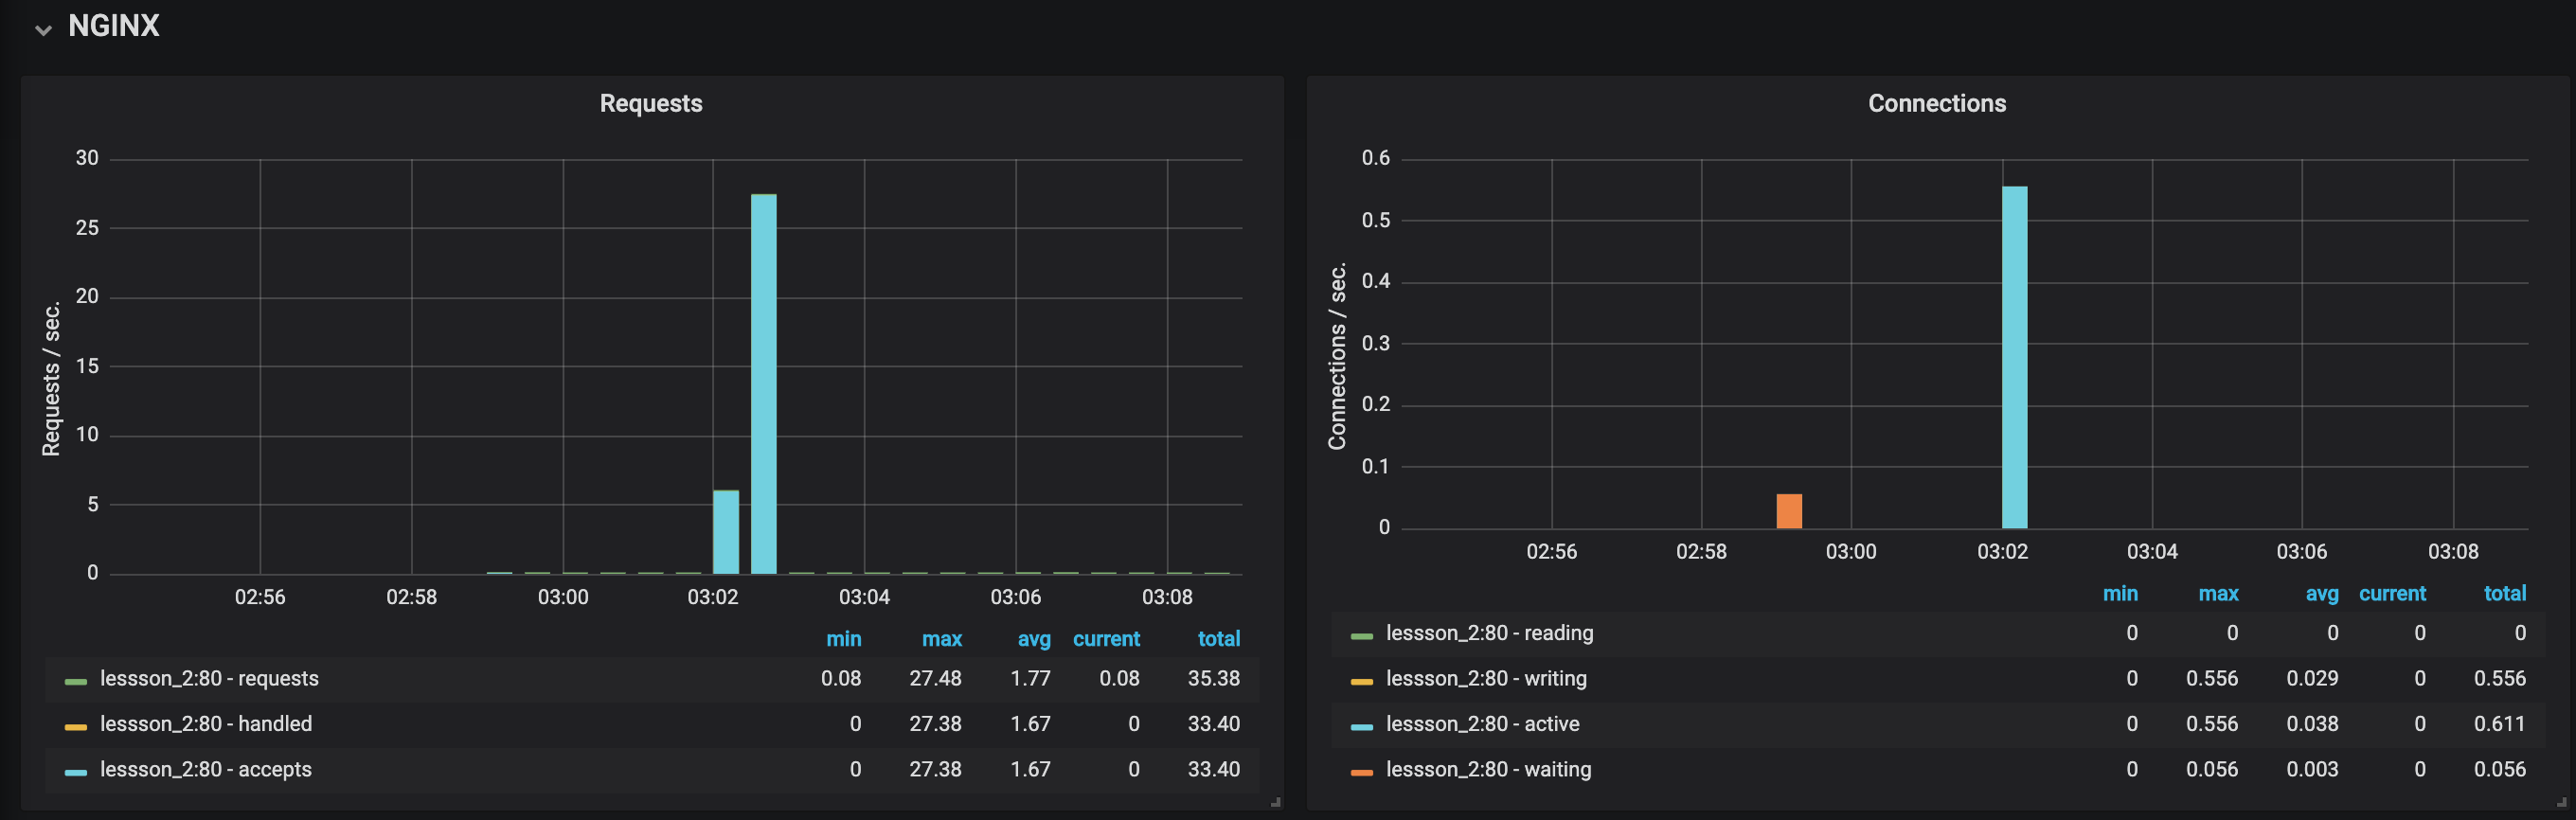 NGINX
Requests
Requests / sec.
30
25
20
15
10
5
0
02:56 02:58 03:00 03:02 03:04 03:06 03:08
min max avg current total
lessson_2:80 - requests 0.08 27.48 1.77 0.08 35.38
lessson_2:80 - handled 0 27.38 1.67 0 33.40
lessson_2:80 - accepts 0 27.38 1.67 0 33.40
Connections
Connections / sec.
0.6
0.5
0.4
0.3
0.2
0.1
0
02:56 02:58 03:00 03:02 03:04 03:06 03:08
min max avg current total
lessson_2:80 - reading 0 0 0 0 0
lessson_2:80 - writing 0 0.556 0.029 0 0.556
lessson_2:80 - active 0 0.556 0.038 0 0.611
lessson_2:80 - waiting 0 0.056 0.003 0 0.056